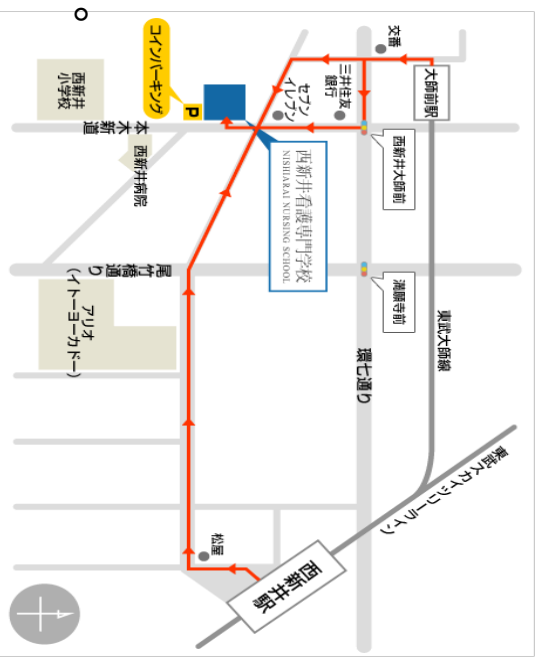 交番
大師前駅
三井住友
銀行
セブン
イレブン
コインパーキング
P
西新井
小学校
本木新道
西新井病院
西新井大師前
西新井看護専門学校
NISHIARAI NURSING SCHOOL
満願寺前
尾竹橋通り
アリオ
(イトーヨーカドー)
環七通り
東武大師線
東武スカイツリーライン
松屋
西新井駅